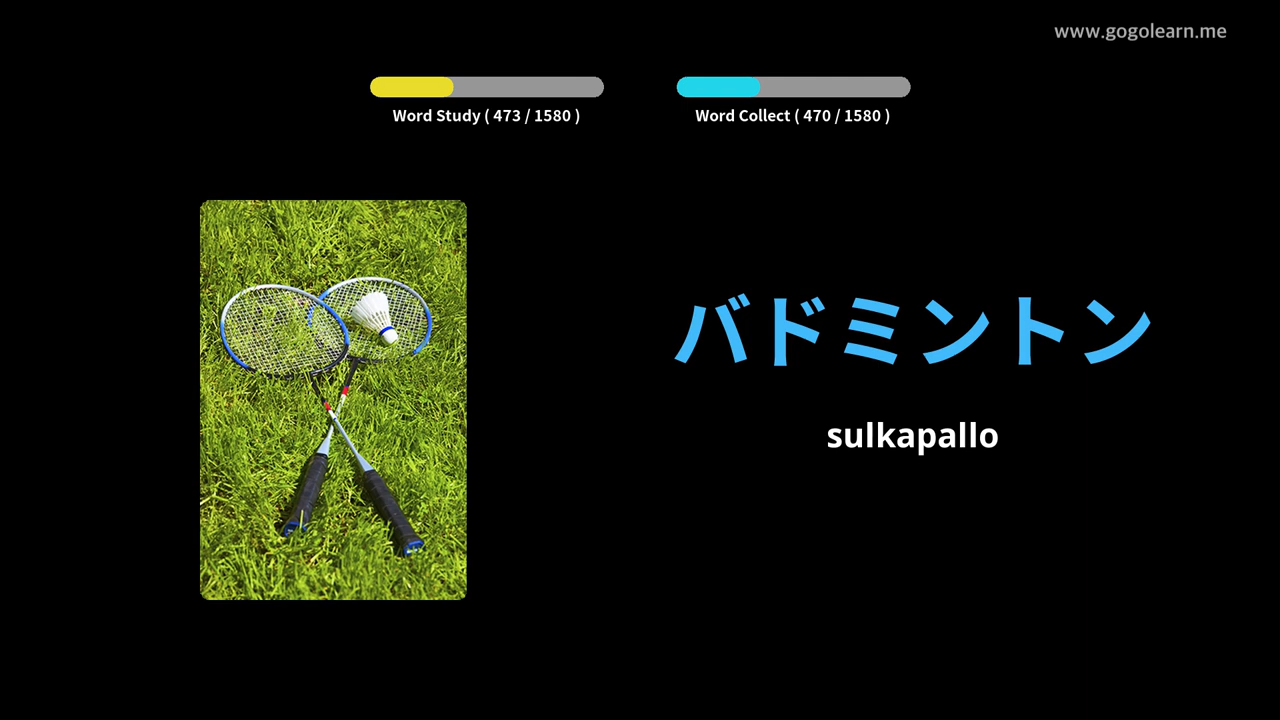 www.gogolearn.me
Word Study ( 473 / 1580 )
Word Collect ( 470 / 1580 )
バドミントン
sulkapallo